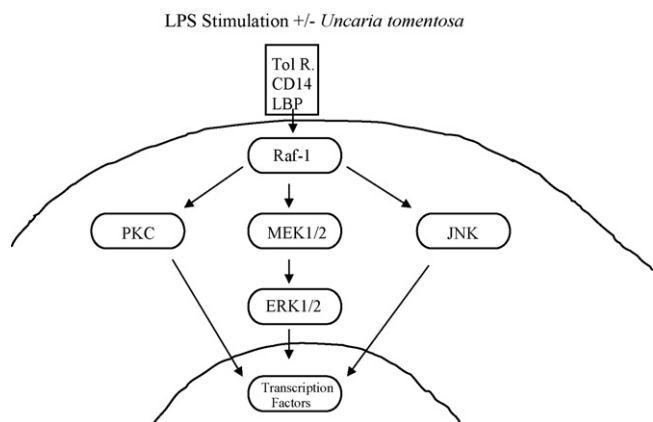 LPS Stimulation +/- Uncaria tomentosa
Tol R.
CD14
LBP
Raf-1
PKC
MEK1/2
JNK
ERK1/2
Transcription
Factors